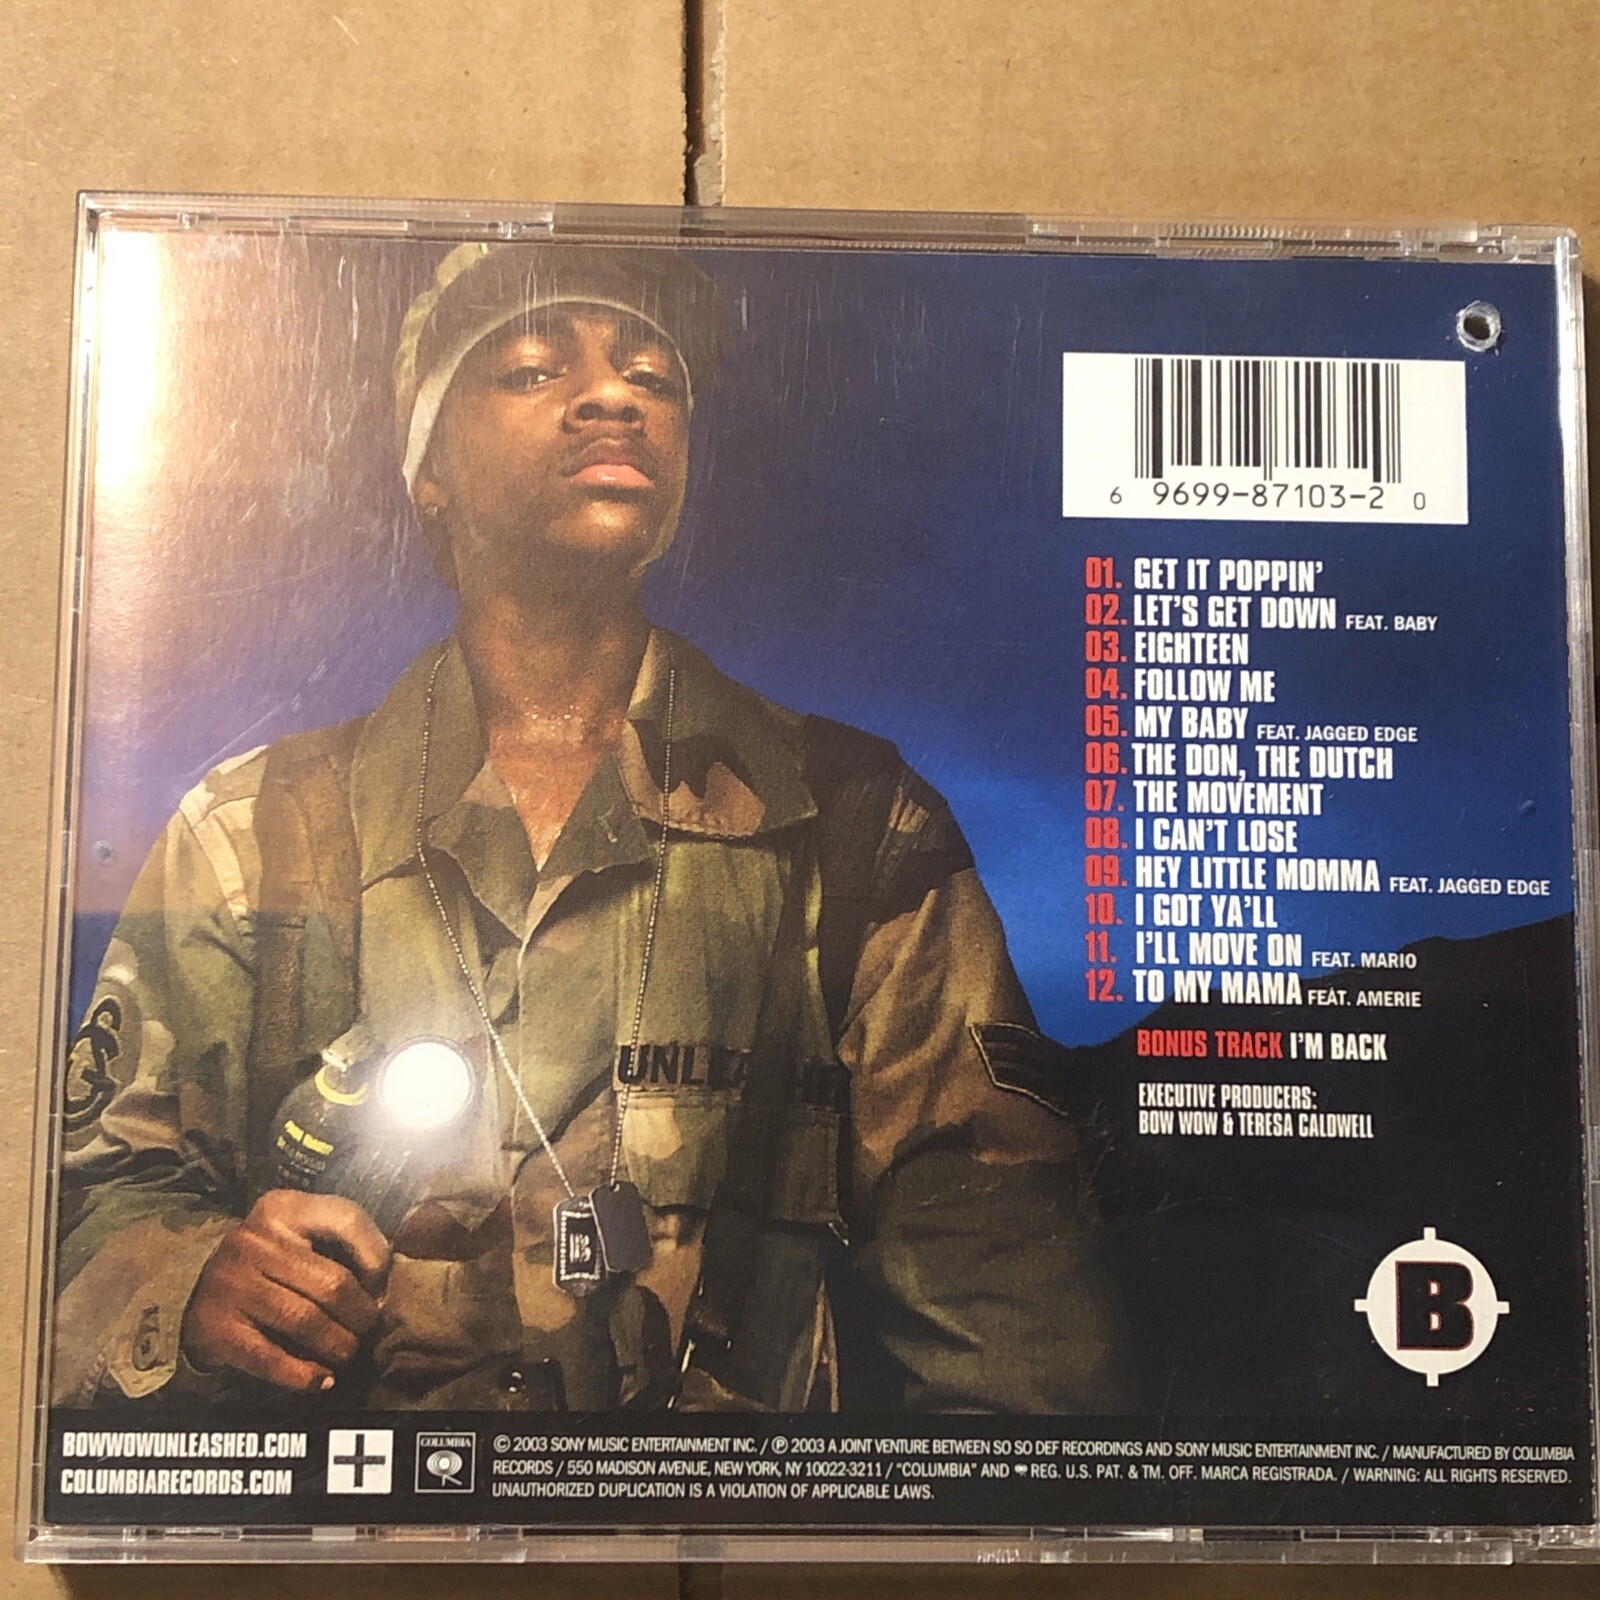 6 9699-87103-2 0
01. GET IT POPPIN'
02. LET'S GET DOWN FEAT. BABY
03. EIGHTEEN
04. FOLLOW ME
05. MY BABY FEAT. JAGGED EDGE
06. THE DON, THE DUTCH
07. THE MOVEMENT
08. I CAN'T LOSE
09. HEY LITTLE MOMMA FEAT. JAGGED EDGE
10. I GOT YA'LL
11. I'LL MOVE ON FEAT. MARIO
12. TO MY MAMA FEAT. AMERIE
BONUS TRACK I'M BACK
EXECUTIVE PRODUCERS:
BOW WOW & TERESA CALDWELL
UNLEASHED
B
B
BOWWOWUNLEASHED.COM
COLUMBIARECORDS.COM
COLUMBIA
© 2003 SONY MUSIC ENTERTAINMENT INC. / ℗ 2003 A JOINT VENTURE BETWEEN SO SO DEF RECORDINGS AND SONY MUSIC ENTERTAINMENT INC. / MANUFACTURED BY COLUMBIA
RECORDS / 550 MADISON AVENUE, NEW YORK, NY 10022-3211 / "COLUMBIA" AND REG. U.S. PAT. & TM. OFF. MARCA REGISTRADA. / WARNING: ALL RIGHTS RESERVED.
UNAUTHORIZED DUPLICATION IS A VIOLATION OF APPLICABLE LAWS.